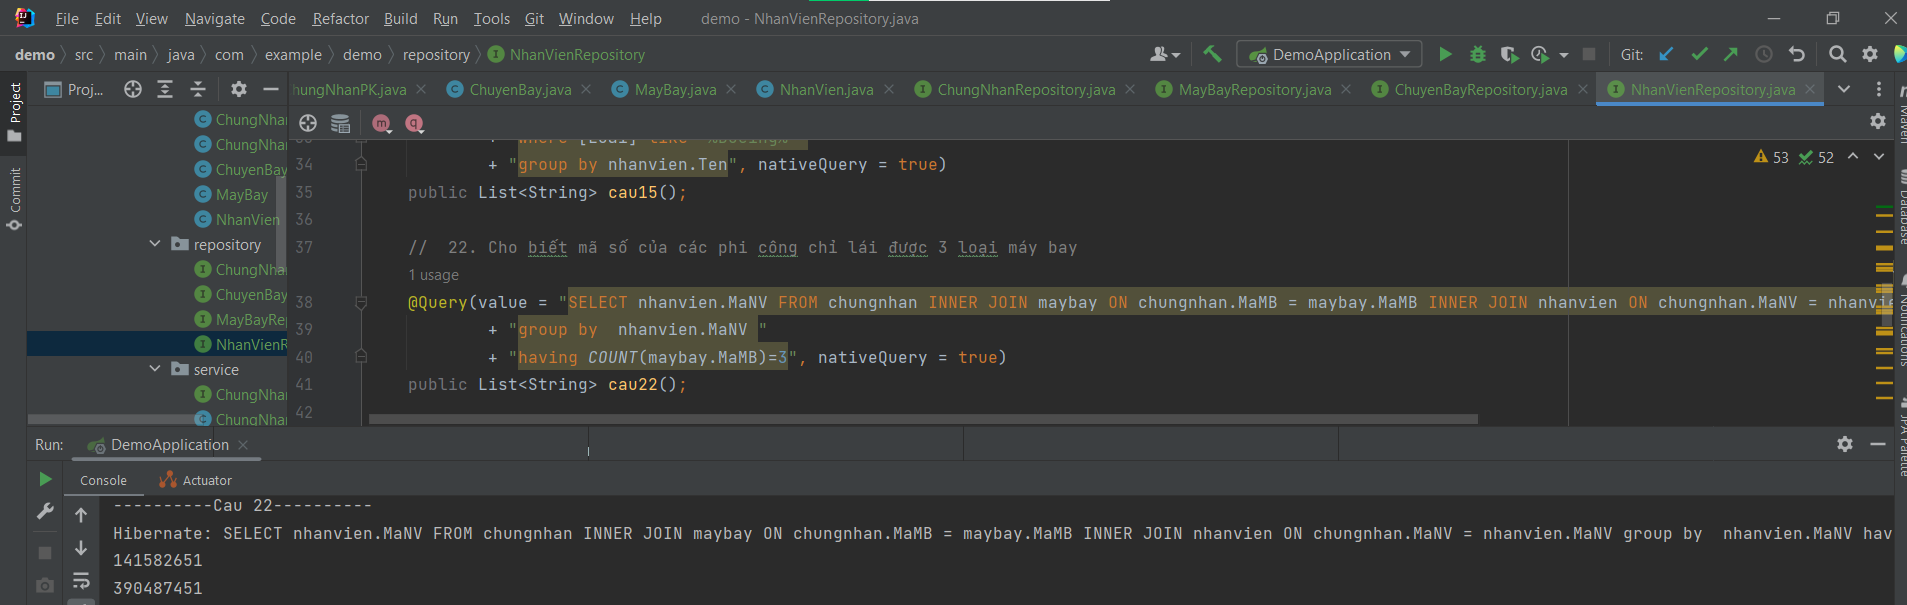 File Edit View Navigate Code Refactor Build Run Tools Git Window Help demo - NhanVienRepository.java
demo src main java com example demo repository NhanVienRepository
DemoApplication Git:
Project
Commit
Proj...
hungNhanPK.java ChuyenBay.java MayBay.java NhanVien.java ChungNhanRepository.java MayBayRepository.java ChuyenBayRepository.java NhanVienRepository.java
ChungNhan
ChungNhan
ChuyenBay
MayBay
NhanVien
repository
ChungNha
ChuyenBay
MayBayRep
NhanVienR
service
ChungNha
ChungNha
53 52
34 + "group by nhanvien.Ten", nativeQuery = true)
35 public List<String> cau15();
36
37 // 22. Cho biết mã số của các phi công chỉ lái được 3 loại máy bay
1 usage
38 @Query(value = "SELECT nhanvien.MaNV FROM chungnhan INNER JOIN maybay ON chungnhan.MaMB = maybay.MaMB INNER JOIN nhanvien ON chungnhan.MaNV = nhanvie
39 + "group by  nhanvien.MaNV "
40 + "having COUNT(maybay.MaMB)=3", nativeQuery = true)
41 public List<String> cau22();
42
Maven
Database
Notifications
JPA Palette
Run: DemoApplication
Console Actuator
----------Cau 22----------
Hibernate: SELECT nhanvien.MaNV FROM chungnhan INNER JOIN maybay ON chungnhan.MaMB = maybay.MaMB INNER JOIN nhanvien ON chungnhan.MaNV = nhanvien.MaNV group by  nhanvien.MaNV hav
141582651
390487451